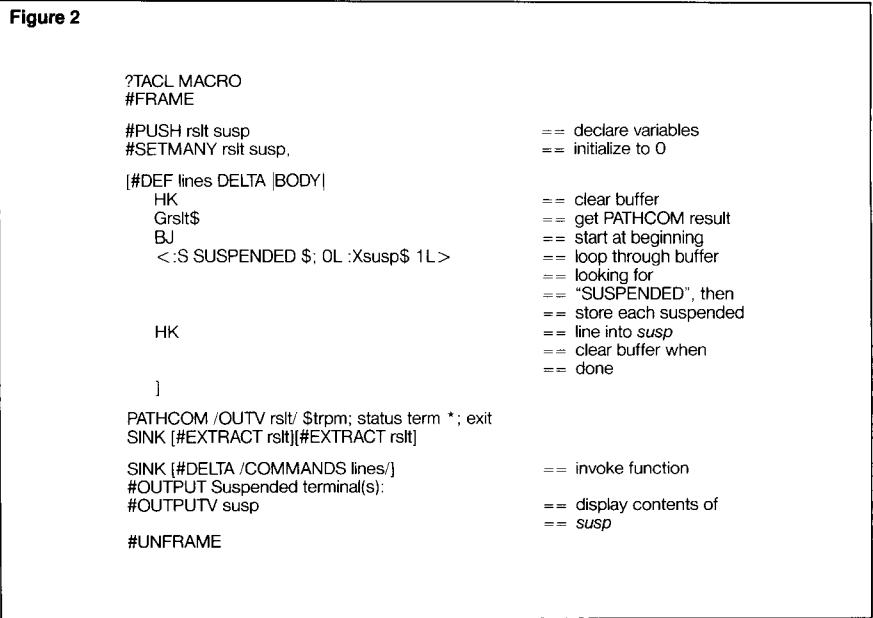 Figure 2
?TACL MACRO
#FRAME
#PUSH rslt susp == declare variables
#SETMANY rslt susp, == initialize to 0
[#DEF lines DELTA |BODY|
HK == clear buffer
Grslt$ == get PATHCOM result
BJ == start at beginning
<:S SUSPENDED $; 0L :Xsusp$ 1L> == loop through buffer
== looking for
== "SUSPENDED", then
== store each suspended
HK == line into susp
== clear buffer when
== done
]
PATHCOM /OUTV rslt/ $trpm; status term *; exit
SINK [#EXTRACT rslt][#EXTRACT rslt]
SINK [#DELTA /COMMANDS lines/] == invoke function
#OUTPUT Suspended terminal(s):
#OUTPUTV susp == display contents of
== susp
#UNFRAME